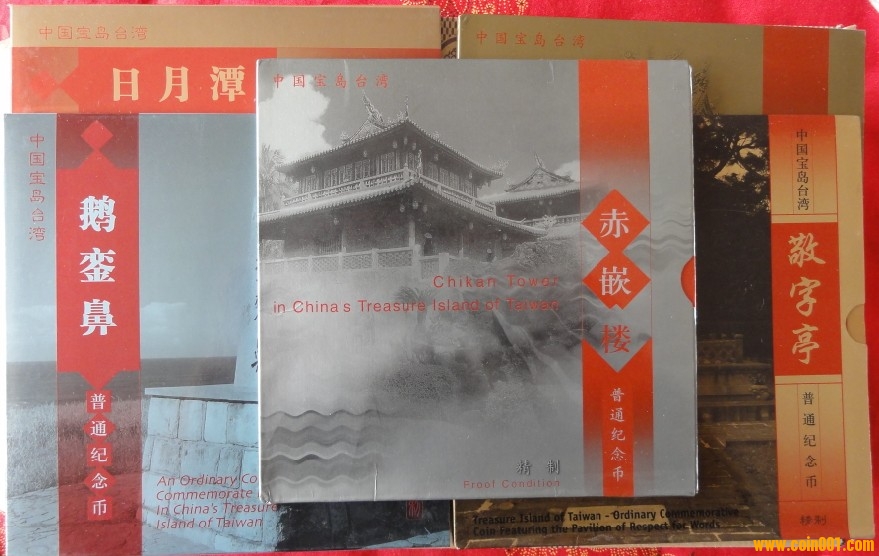 中国宝岛台湾
日月潭
中国宝岛台湾
中国宝岛台湾
鹅銮鼻
普通纪念币
An Ordinary Co
Commemorate
In China's Treasure
Island of Taiwan
中国宝岛台湾
Chikan Tower
in China's Treasure Island of Taiwan
赤嵌楼
普通纪念币
精制
Proof Condition
中国宝岛台湾
敬字亭
普通纪念币
特制
Treasure Island of Taiwan - Ordinary Commemorative
Coin Featuring the Pavilion of Respect for Words
www.coin001.com